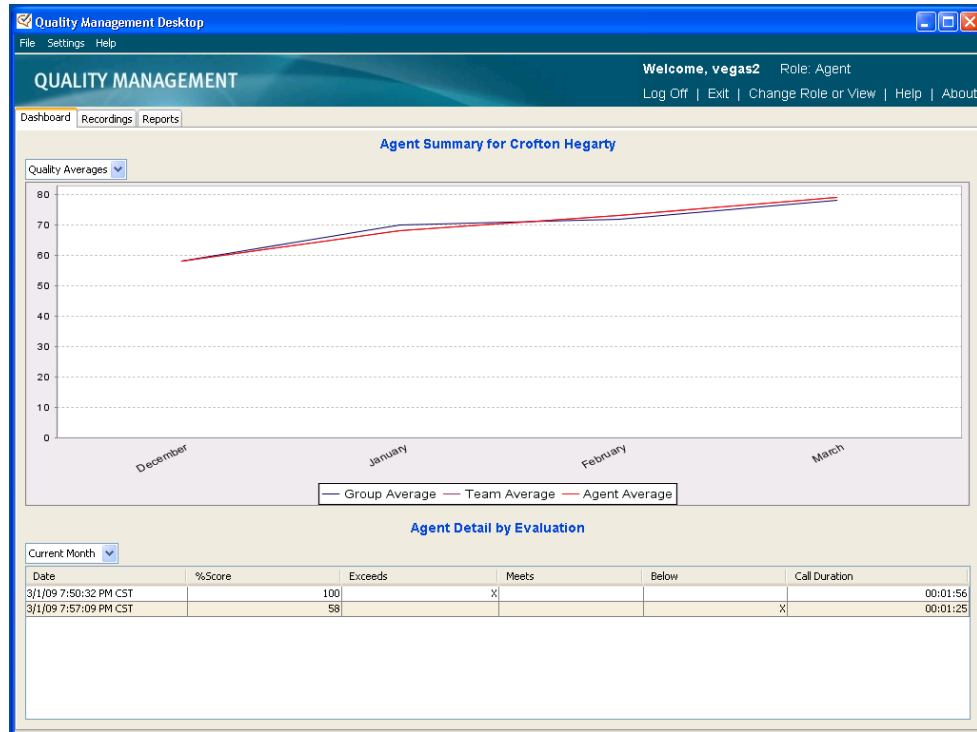 Quality Management Desktop
File Settings Help
QUALITY MANAGEMENT
Welcome, vegas2 Role: Agent
Log Off | Exit | Change Role or View | Help | About
Dashboard Recordings Reports
Agent Summary for Crofton Hegarty
Quality Averages
80
70
60
50
40
30
20
10
0
December January February March
Group Average Team Average Agent Average
Agent Detail by Evaluation
Current Month
Date %Score Exceeds Meets Below Call Duration
3/1/09 7:50:32 PM CST 100 X 00:01:56
3/1/09 7:57:09 PM CST 58 X 00:01:25